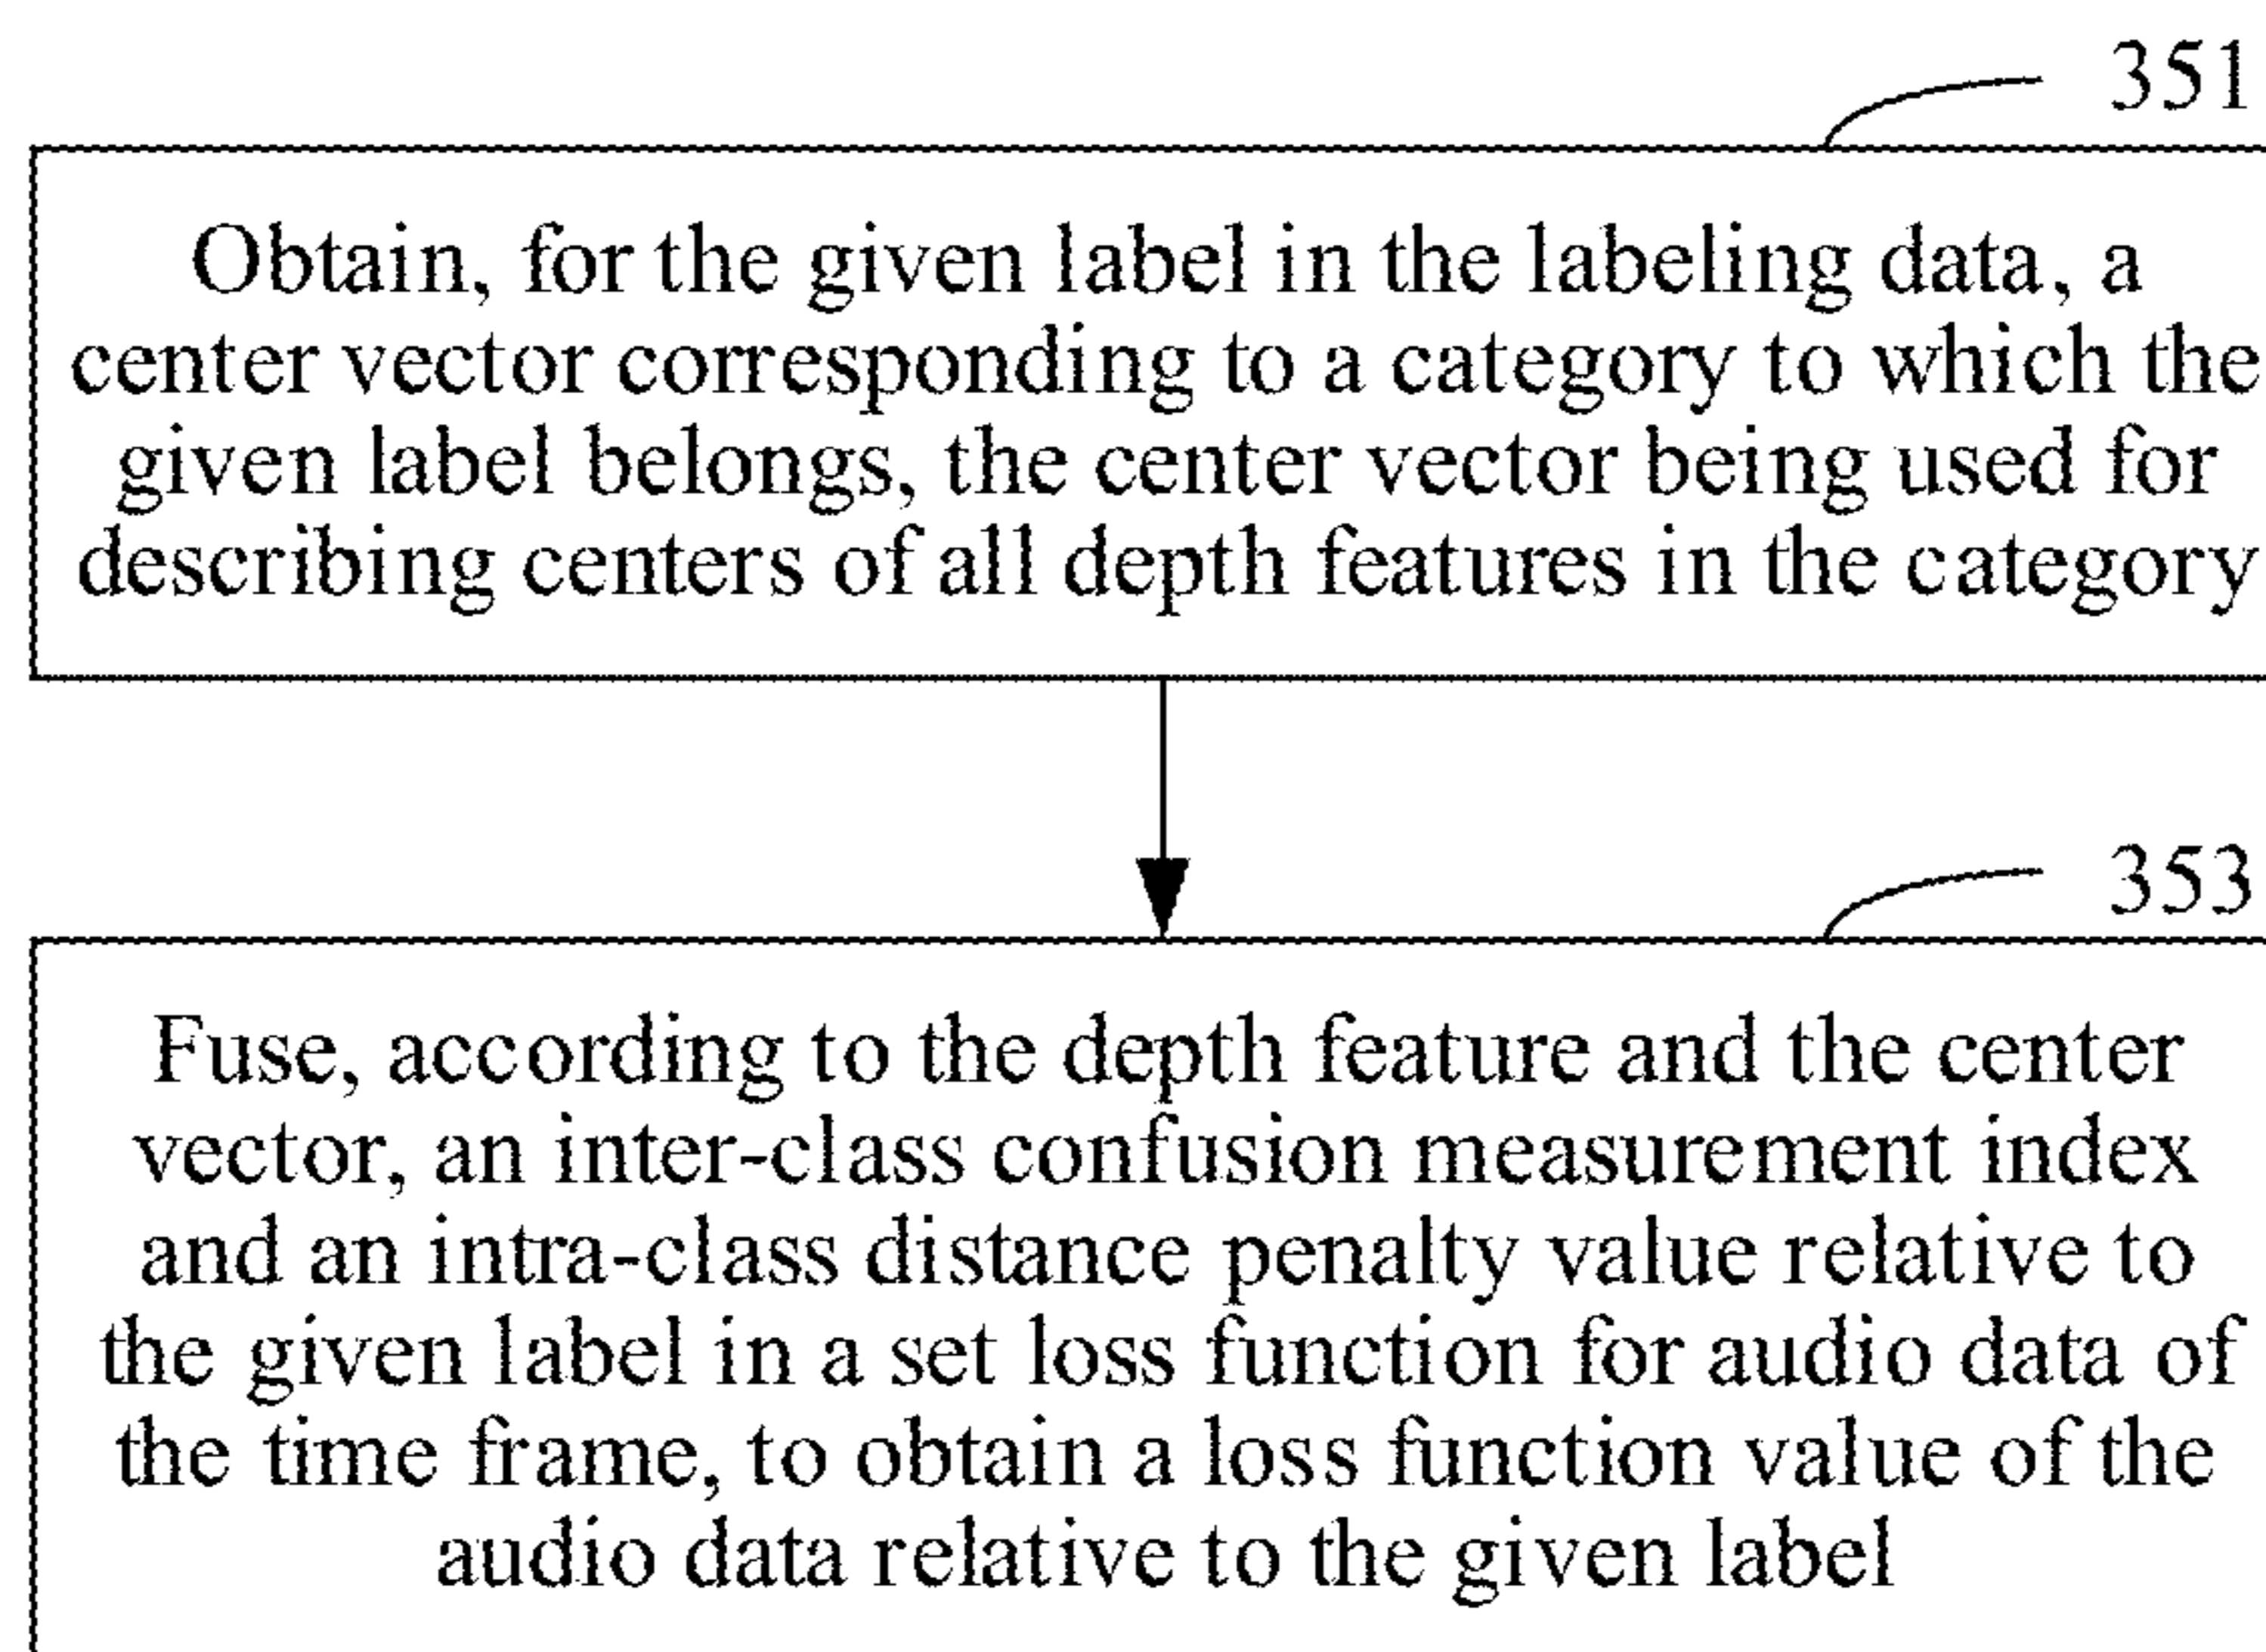 351
Obtain, for the given label in the labeling data, a
center vector corresponding to a category to which the
given label belongs, the center vector being used for
describing centers of all depth features in the category
353
Fuse, according to the depth feature and the center
vector, an inter-class confusion measurement index
and an intra-class distance penalty value relative to
the given label in a set loss function for audio data of
the time frame, to obtain a loss function value of the
audio data relative to the given label